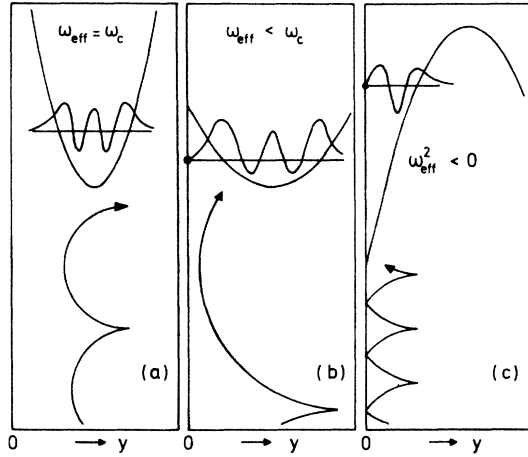 ω_eff = ω_c
(a)
0 → y
ω_eff < ω_c
(b)
0 → y
ω²_eff < 0
(c)
0 → y